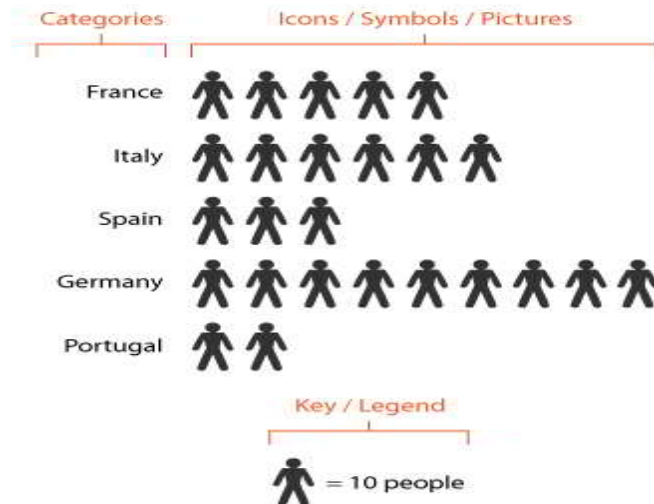 Categories
Icons / Symbols / Pictures
France
Italy
Spain
Germany
Portugal
Key / Legend
= 10 people